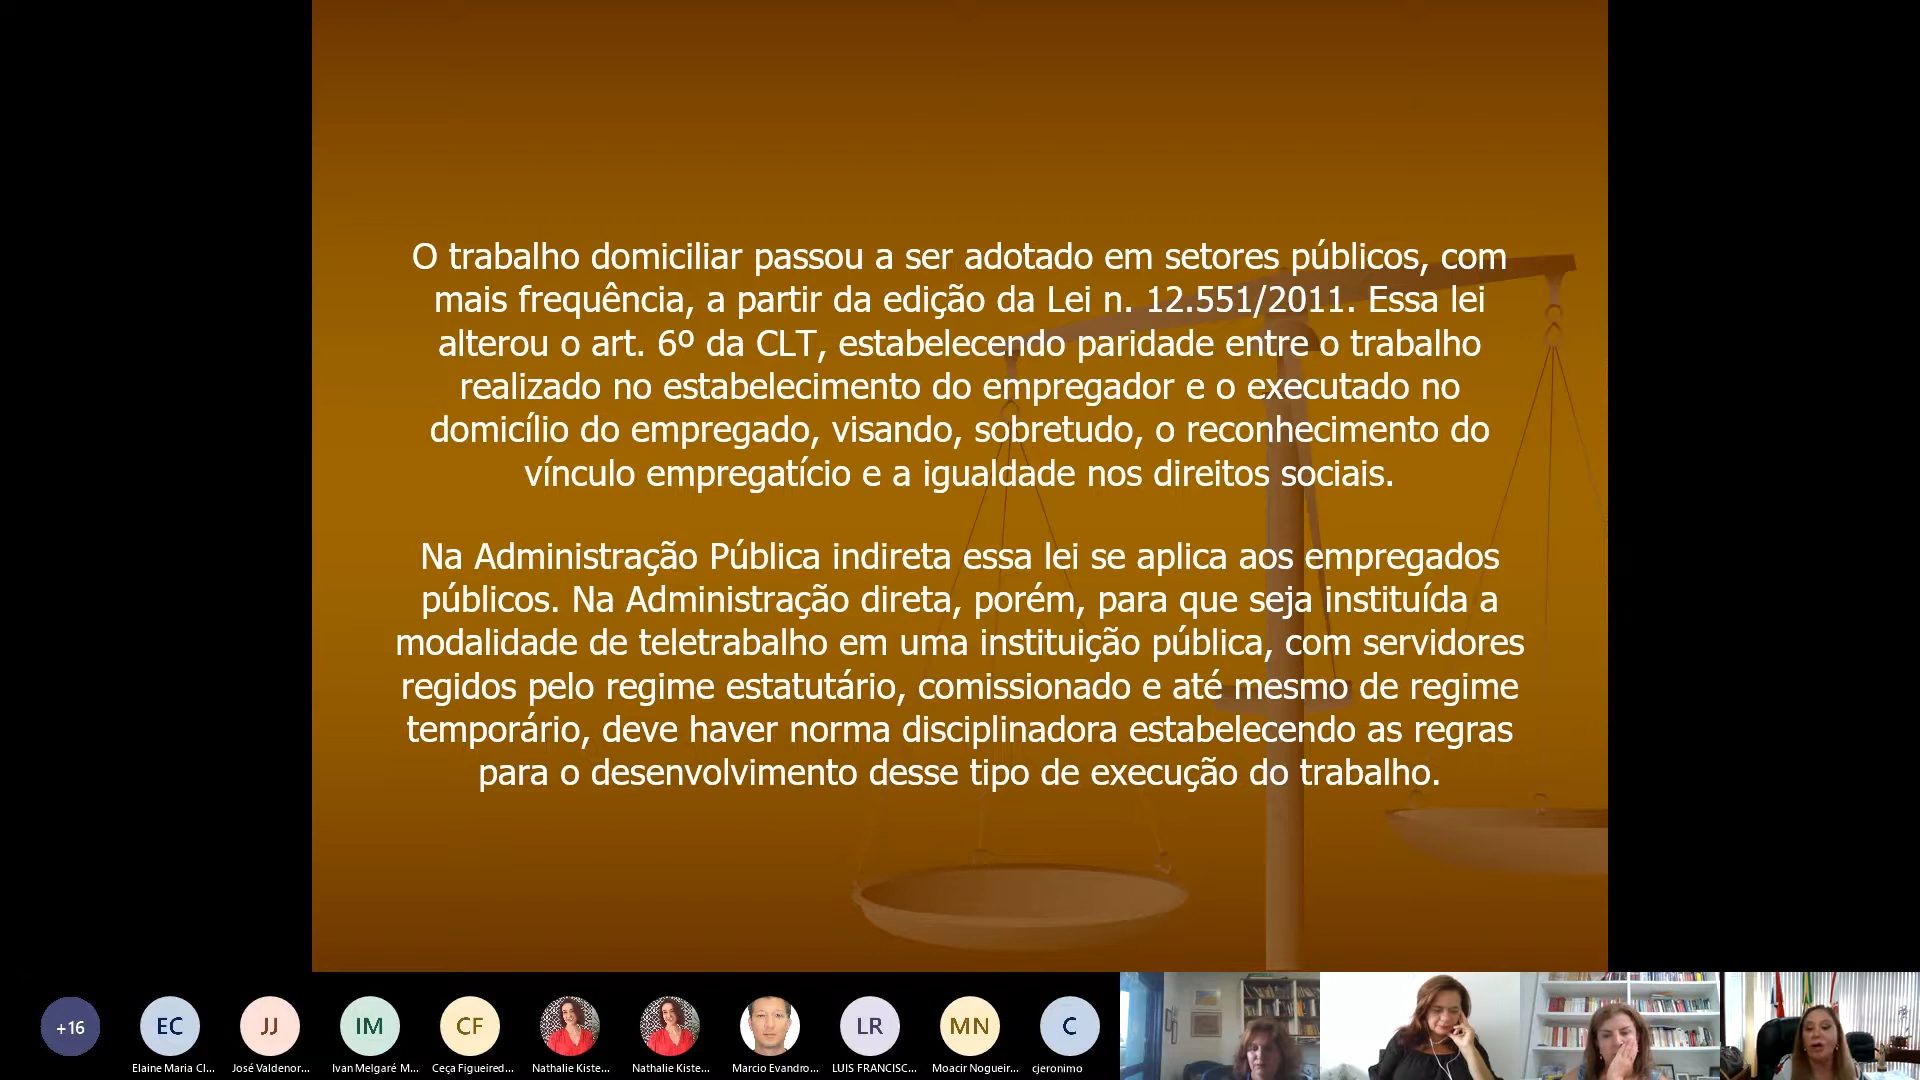 O trabalho domiciliar passou a ser adotado em setores públicos, com
mais frequência, a partir da edição da Lei n. 12.551/2011. Essa lei
alterou o art. 6º da CLT, estabelecendo paridade entre o trabalho
realizado no estabelecimento do empregador e o executado no
domicílio do empregado, visando, sobretudo, o reconhecimento do
vínculo empregatício e a igualdade nos direitos sociais.
Na Administração Pública indireta essa lei se aplica aos empregados
públicos. Na Administração direta, porém, para que seja instituída a
modalidade de teletrabalho em uma instituição pública, com servidores
regidos pelo regime estatutário, comissionado e até mesmo de regime
temporário, deve haver norma disciplinadora estabelecendo as regras
para o desenvolvimento desse tipo de execução do trabalho.
+16 EC JJ IM CF LR MN C
Elaine Maria Cl... José Valdenor... Ivan Melgaré M... Ceça Figueired... Nathalie Kiste... Nathalie Kiste... Marcio Evandro... LUIS FRANCISC... Moacir Nogueir... cjeronimo